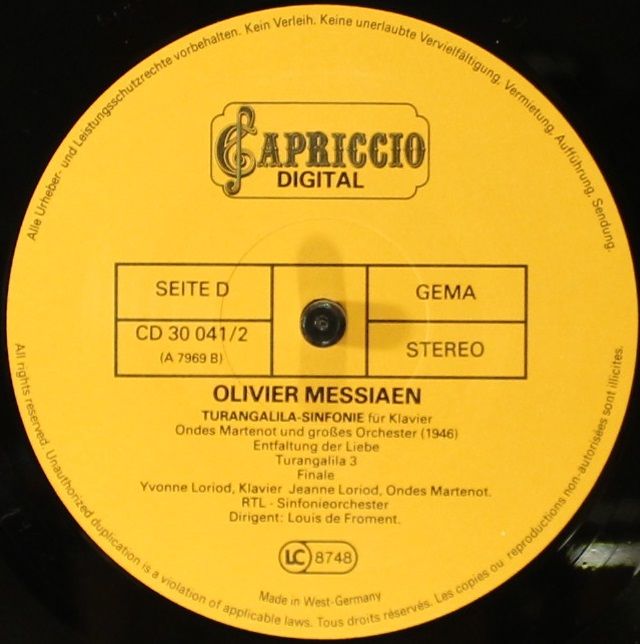 Alle Urheber- und Leistungsschutzrechte vorbehalten. Kein Verleih. Keine unerlaubte Vervielfältigung, Vermietung, Aufführung, Sendung.
CAPRICCIO
DIGITAL
SEITE D
GEMA
CD 30 041/2
(A 7969 B)
STEREO
OLIVIER MESSIAEN
TURANGALILA-SINFONIE für Klavier
Ondes Martenot und großes Orchester (1946)
Entfaltung der Liebe
Turangalila 3
Finale
Yvonne Loriod, Klavier Jeanne Loriod, Ondes Martenot.
RTL - Sinfonieorchester
Dirigent: Louis de Froment.
LC 8748
Made in West-Germany
All rights reserved. Unauthorized duplication is a violation of applicable laws. Tous droits réservés. Les copies ou reproductions non-autorisées sont illicites.